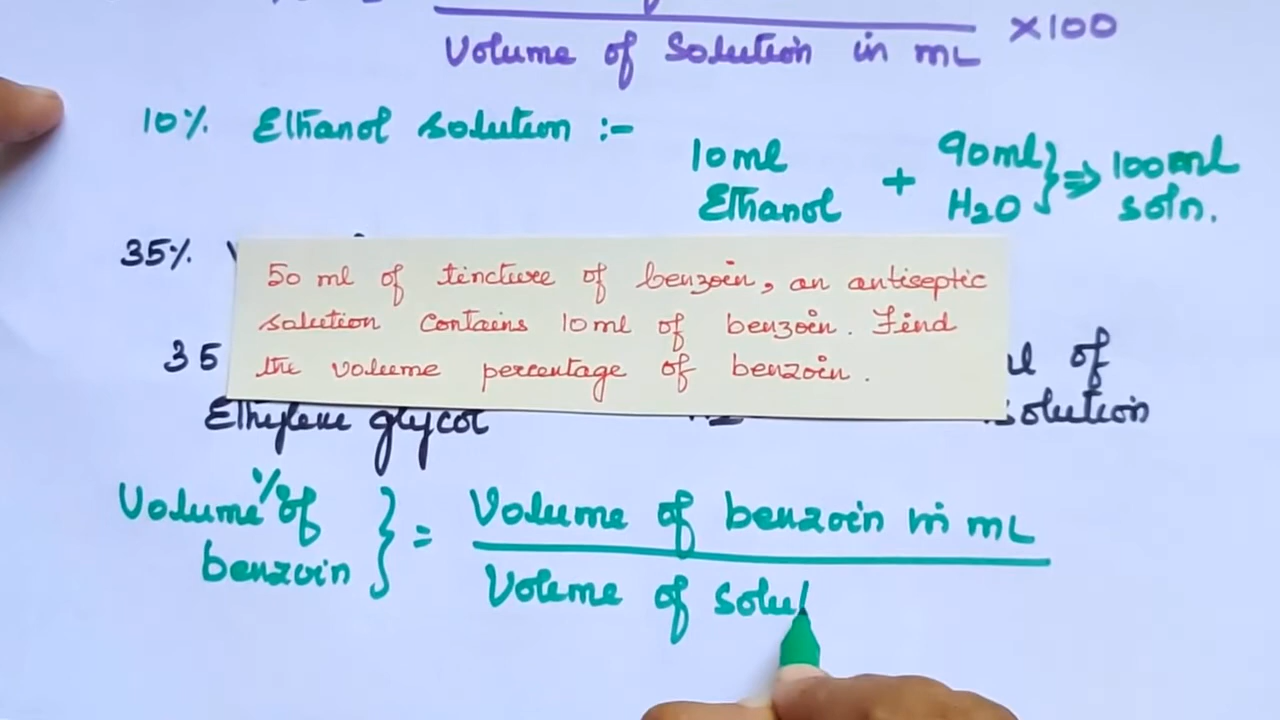 Volume of Solution in mL ×100
10% Ethanol solution :-
10ml + 90ml } ⇒ 100ml
Ethanol H2O soln.
35%
50 ml of tincture of benzoin, an antiseptic
solution contains 10ml of benzoin. Find
the volume percentage of benzoin.
35 of
Ethylene glycol solution
Volume % of } = Volume of benzoin in mL
benzoin Volume of solu